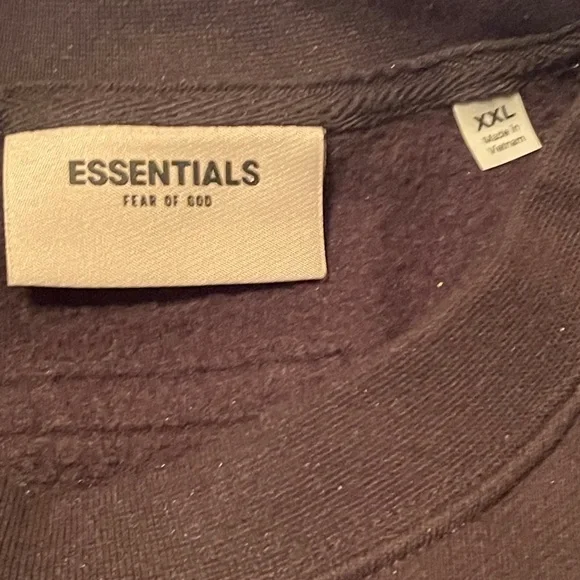 ESSENTIALS
FEAR OF GOD
XXL
Made in
Vietnam